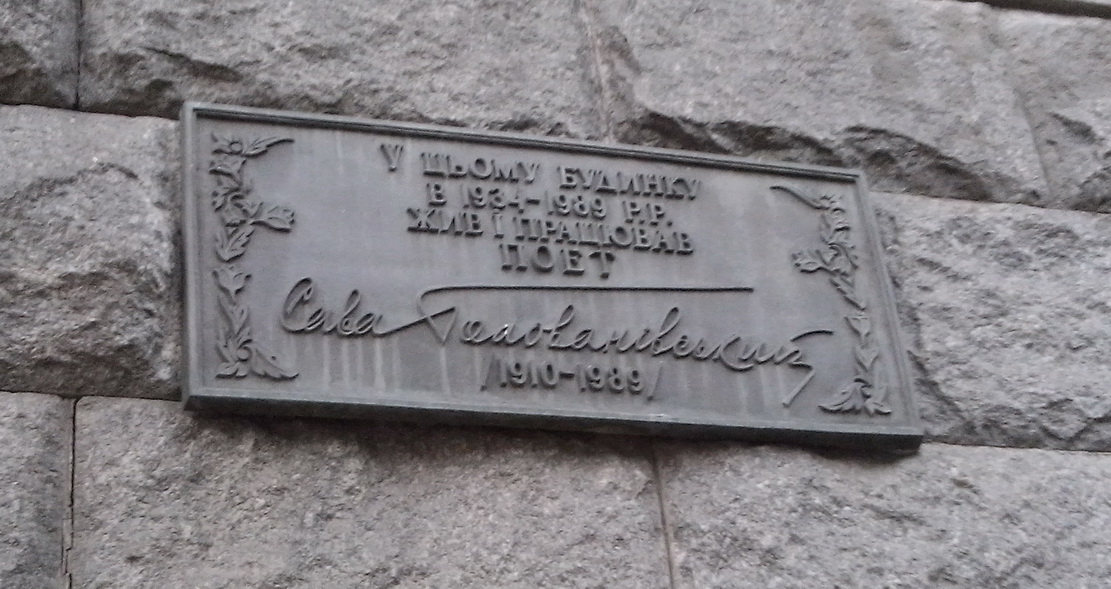 У ЦЬОМУ БУДИНКУ
В 1934-1989 Р.Р.
ЖИВ І ПРАЦЮВАВ
ПОЕТ
Сава Голованівський
/1910-1989/